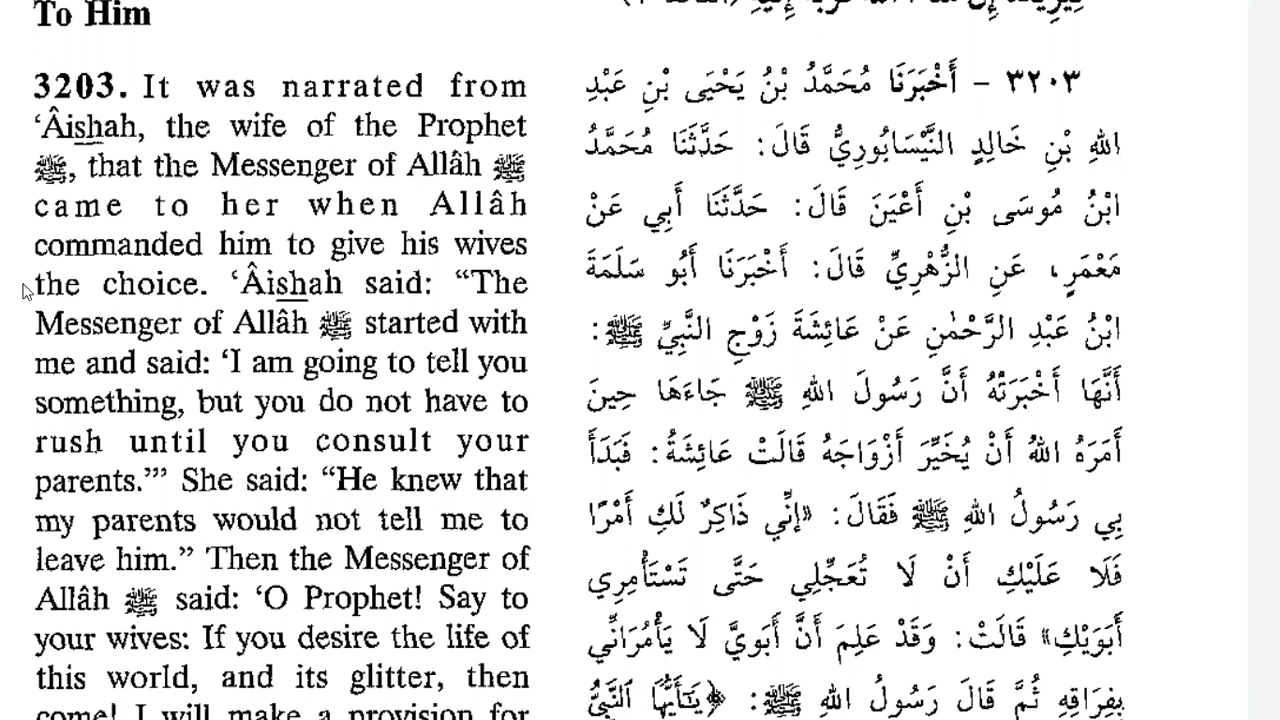 To Him
3203. It was narrated from
‘Âishah, the wife of the Prophet
ﷺ, that the Messenger of Allâh ﷺ
came to her when Allâh
commanded him to give his wives
the choice. ‘Âishah said: “The
Messenger of Allâh ﷺ started with
me and said: ‘I am going to tell you
something, but you do not have to
rush until you consult your
parents.’” She said: “He knew that
my parents would not tell me to
leave him.” Then the Messenger of
Allâh ﷺ said: ‘O Prophet! Say to
your wives: If you desire the life of
this world, and its glitter, then
come! I will make a provision for
٣٢٠٣ - أَخْبَرَنَا مُحَمَّدُ بْنُ يَحْيَى بْنِ عَبْدِ
اللهِ بْنِ خَالِدٍ النَّيْسَابُورِيُّ قَالَ: حَدَّثَنَا مُحَمَّدُ
ابْنُ مُوسَى بْنِ أَعْيَنَ قَالَ: حَدَّثَنَا أَبِي عَنْ
مَعْمَرٍ، عَنِ الزُّهْرِيِّ قَالَ: أَخْبَرَنَا أَبُو سَلَمَةَ
ابْنُ عَبْدِ الرَّحْمٰنِ عَنْ عَائِشَةَ زَوْجِ النَّبِيِّ ﷺ:
أَنَّهَا أَخْبَرَتْهُ أَنَّ رَسُولَ اللهِ ﷺ جَاءَهَا حِينَ
أَمَرَهُ اللهُ أَنْ يُخَيِّرَ أَزْوَاجَهُ قَالَتْ عَائِشَةُ: فَبَدَأَ
بِي رَسُولُ اللهِ ﷺ فَقَالَ: «إِنِّي ذَاكِرٌ لَكِ أَمْرًا
فَلَا عَلَيْكِ أَنْ لَا تُعَجِّلِي حَتَّى تَسْتَأْمِرِي
أَبَوَيْكِ» قَالَتْ: وَقَدْ عَلِمَ أَنَّ أَبَوَيَّ لَا يَأْمُرَانِّي
بِفِرَاقِهِ ثُمَّ قَالَ رَسُولُ اللهِ ﷺ: ﴿يَٰٓأَيُّهَا ٱلنَّبِيُّ